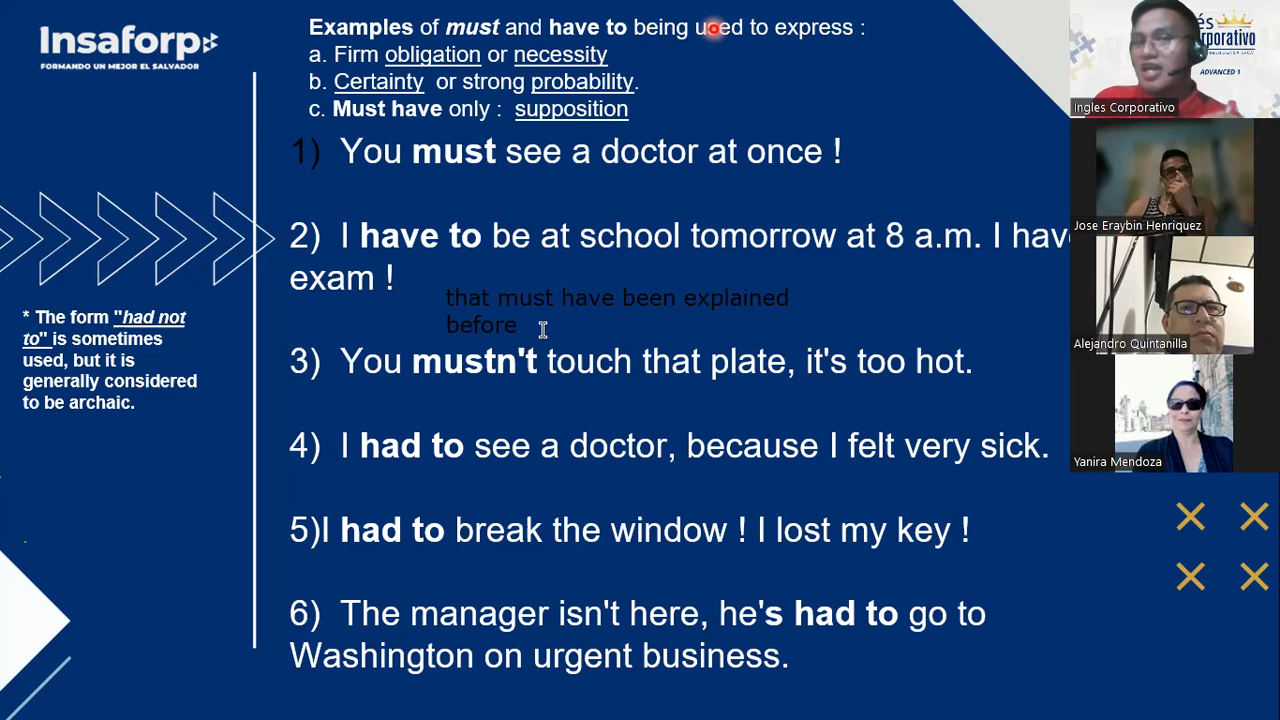 Insaforp
FORMANDO UN MEJOR EL SALVADOR
Examples of must and have to being used to express :
a. Firm obligation or necessity
b. Certainty or strong probability.
c. Must have only : supposition
1) You must see a doctor at once !
2) I have to be at school tomorrow at 8 a.m. I have
exam !
that must have been explained
before
3) You mustn't touch that plate, it's too hot.
4) I had to see a doctor, because I felt very sick.
5)I had to break the window ! I lost my key !
6) The manager isn't here, he's had to go to
Washington on urgent business.
* The form "had not
to" is sometimes
used, but it is
generally considered
to be archaic.
ADVANCED 1
Ingles Corporativo
Jose Eraybin Henriquez
Alejandro Quintanilla
Yanira Mendoza